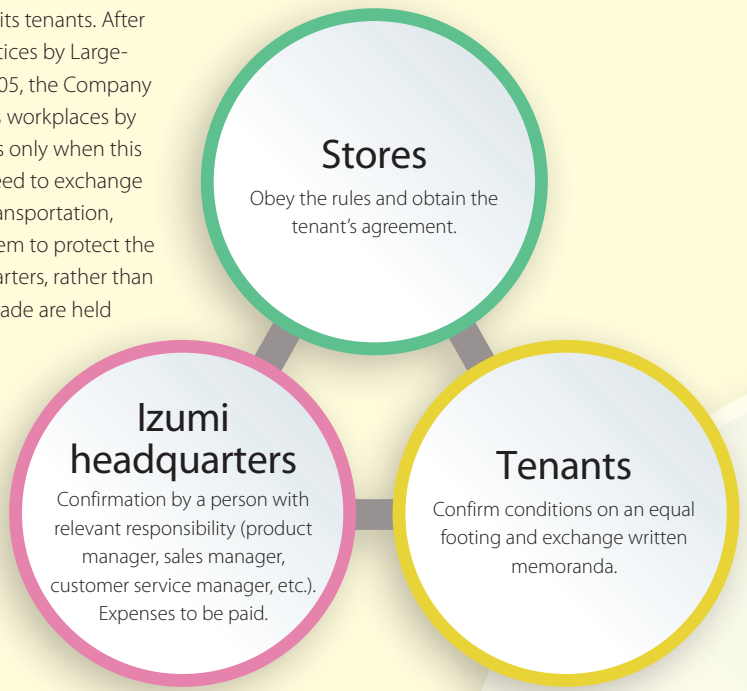 its tenants. After
tices by Large-
05, the Company
workplaces by
s only when this
eed to exchange
ansportation,
em to protect the
arters, rather than
ade are held
Stores
Obey the rules and obtain the
tenant's agreement.
Izumi
headquarters
Confirmation by a person with
relevant responsibility (product
manager, sales manager,
customer service manager, etc.).
Expenses to be paid.
Tenants
Confirm conditions on an equal
footing and exchange written
memoranda.